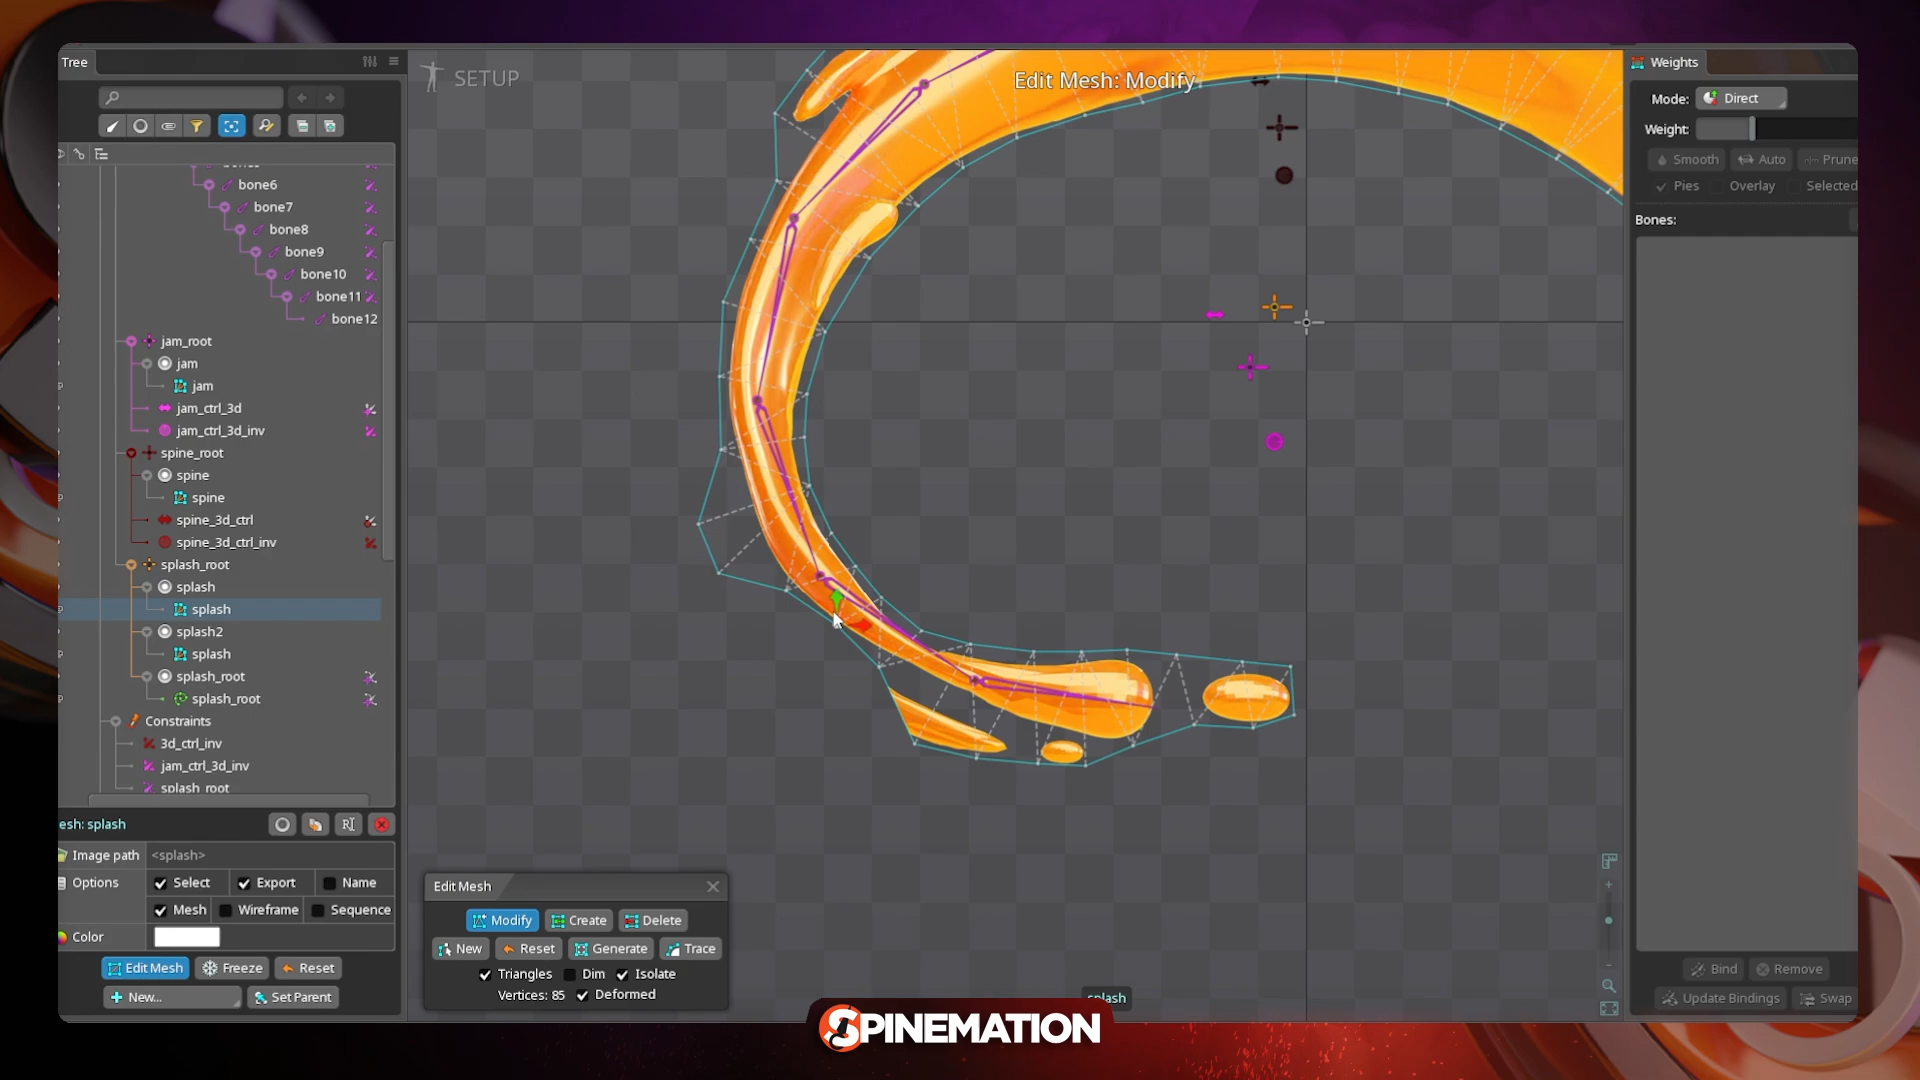 Tree
SETUP
Edit Mesh: Modify
Weights
Mode: Direct
Weight:
Smooth Auto Prune
Pies Overlay Selected
Bones:
bone6
bone7
bone8
bone9
bone10
bone11
bone12
jam_root
jam
jam
jam_ctrl_3d
jam_ctrl_3d_inv
spine_root
spine
spine
spine_3d_ctrl
spine_3d_ctrl_inv
splash_root
splash
splash
splash2
splash
splash_root
splash_root
Constraints
3d_ctrl_inv
jam_ctrl_3d_inv
splash_root
esh: splash
Image path <splash>
Options Select Export Name
Mesh Wireframe Sequence
Color
Edit Mesh Freeze Reset
+ New... Set Parent
Edit Mesh
Modify Create Delete
New Reset Generate Trace
Triangles Dim Isolate
Vertices: 85 Deformed
splash
Bind Remove
Update Bindings Swap
SPINEMATION